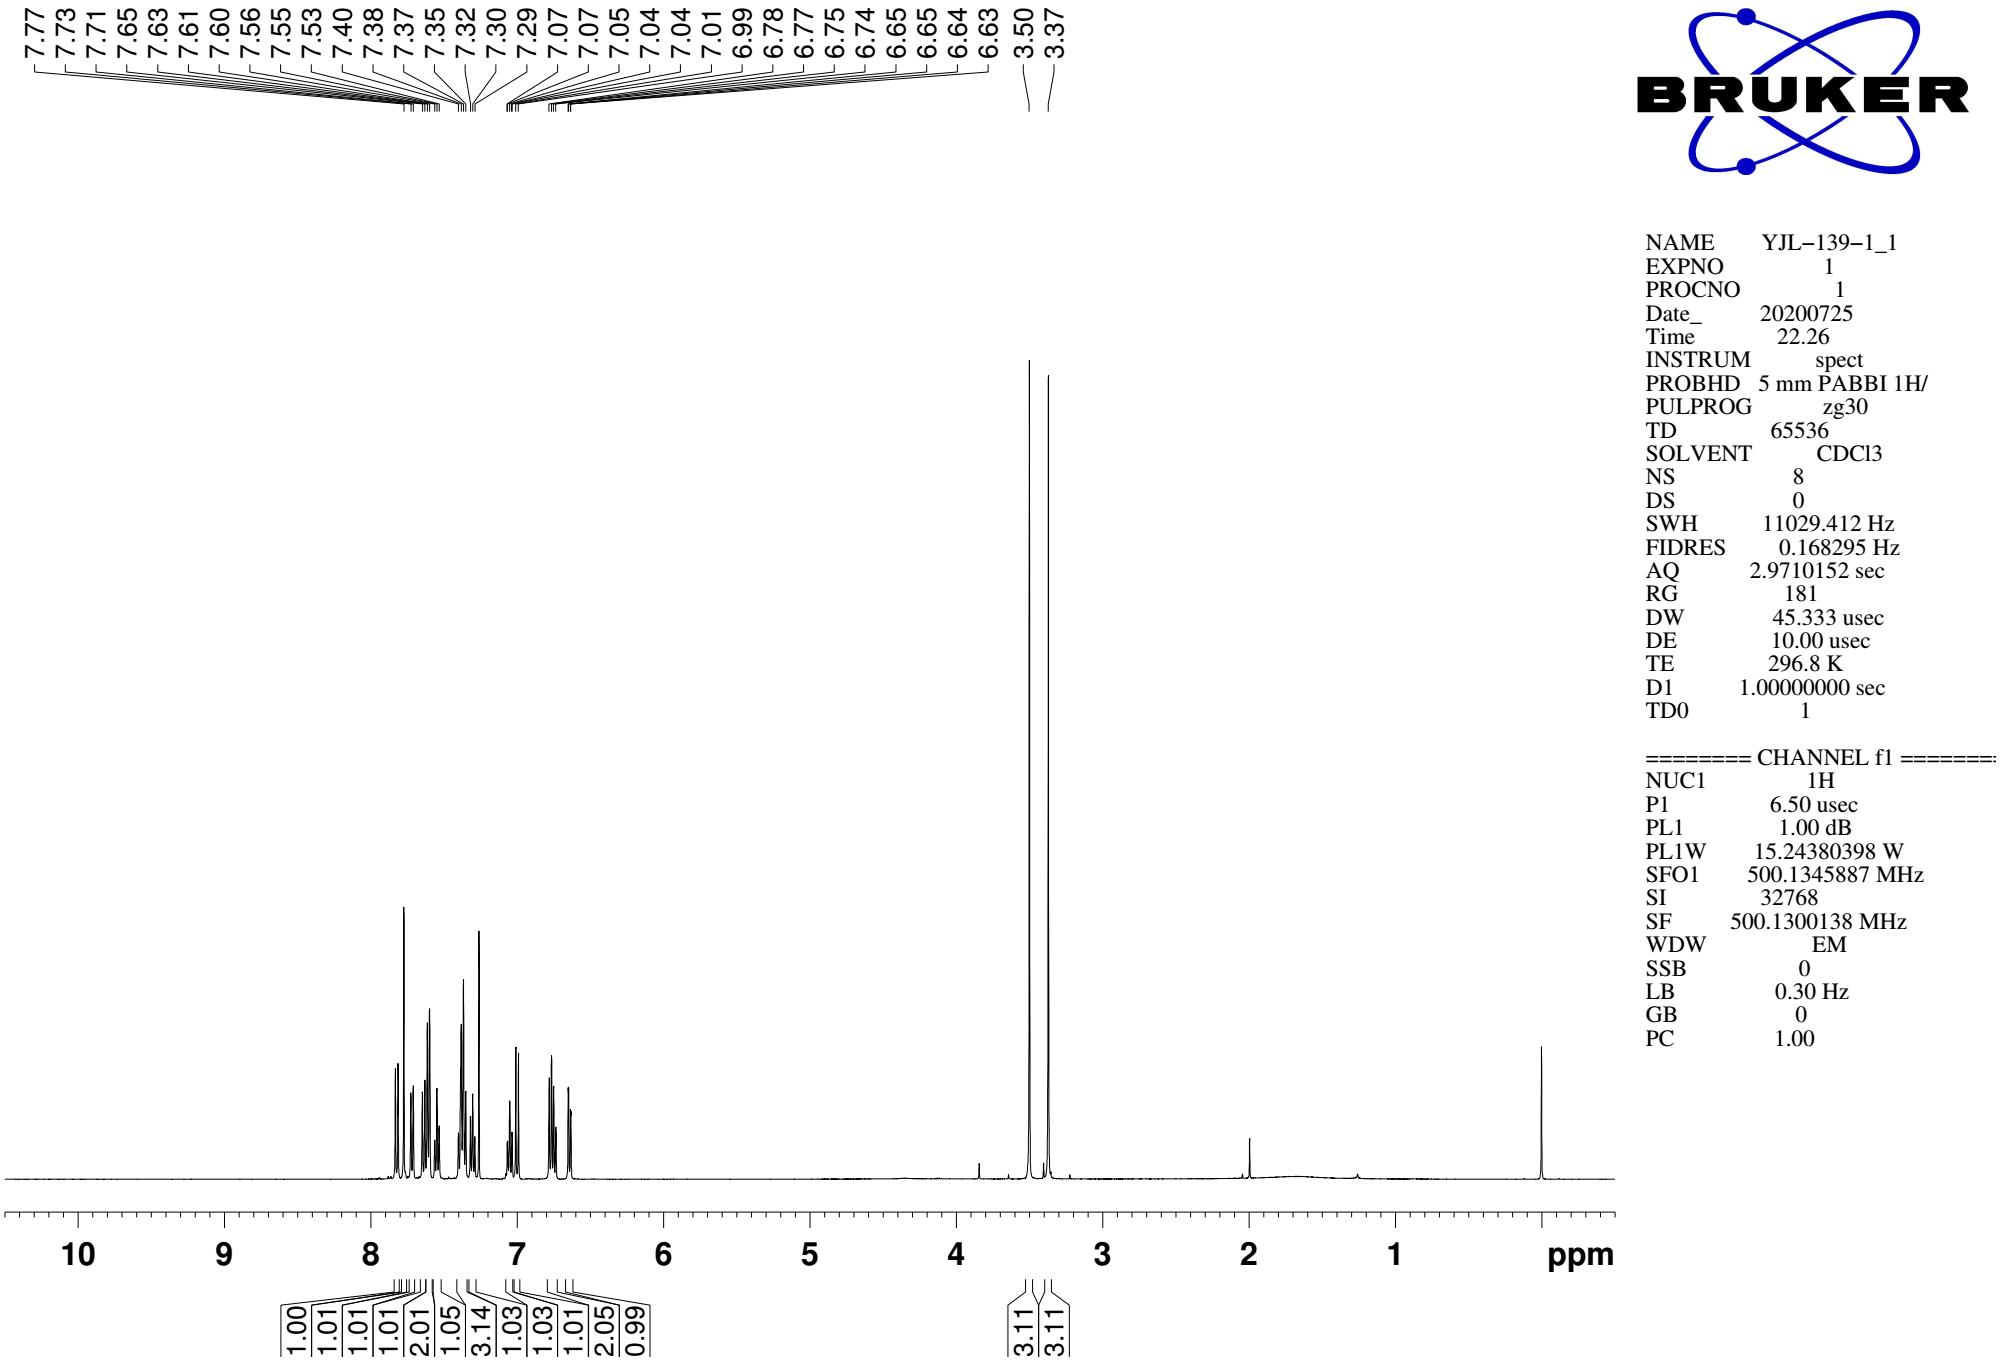 7.77 7.73 7.71 7.65 7.63 7.61 7.60 7.56 7.55 7.53 7.40 7.38 7.37 7.35 7.32 7.30 7.29 7.07 7.07 7.05 7.04 7.04 7.01 6.99 6.78 6.77 6.75 6.74 6.65 6.65 6.64 6.63 3.50 3.37
BRUKER
NAME YJL-139-1_1
EXPNO 1
PROCNO 1
Date_ 20200725
Time 22.26
INSTRUM spect
PROBHD 5 mm PABBI 1H/
PULPROG zg30
TD 65536
SOLVENT CDCl3
NS 8
DS 0
SWH 11029.412 Hz
FIDRES 0.168295 Hz
AQ 2.9710152 sec
RG 181
DW 45.333 usec
DE 10.00 usec
TE 296.8 K
D1 1.00000000 sec
TD0 1
======== CHANNEL f1 ========
NUC1 1H
P1 6.50 usec
PL1 1.00 dB
PL1W 15.24380398 W
SFO1 500.1345887 MHz
SI 32768
SF 500.1300138 MHz
WDW EM
SSB 0
LB 0.30 Hz
GB 0
PC 1.00
10 9 8 7 6 5 4 3 2 1 ppm
1.00 1.01 1.01 1.01 2.01 1.05 3.14 1.03 1.03 1.01 2.05 0.99 3.11 3.11